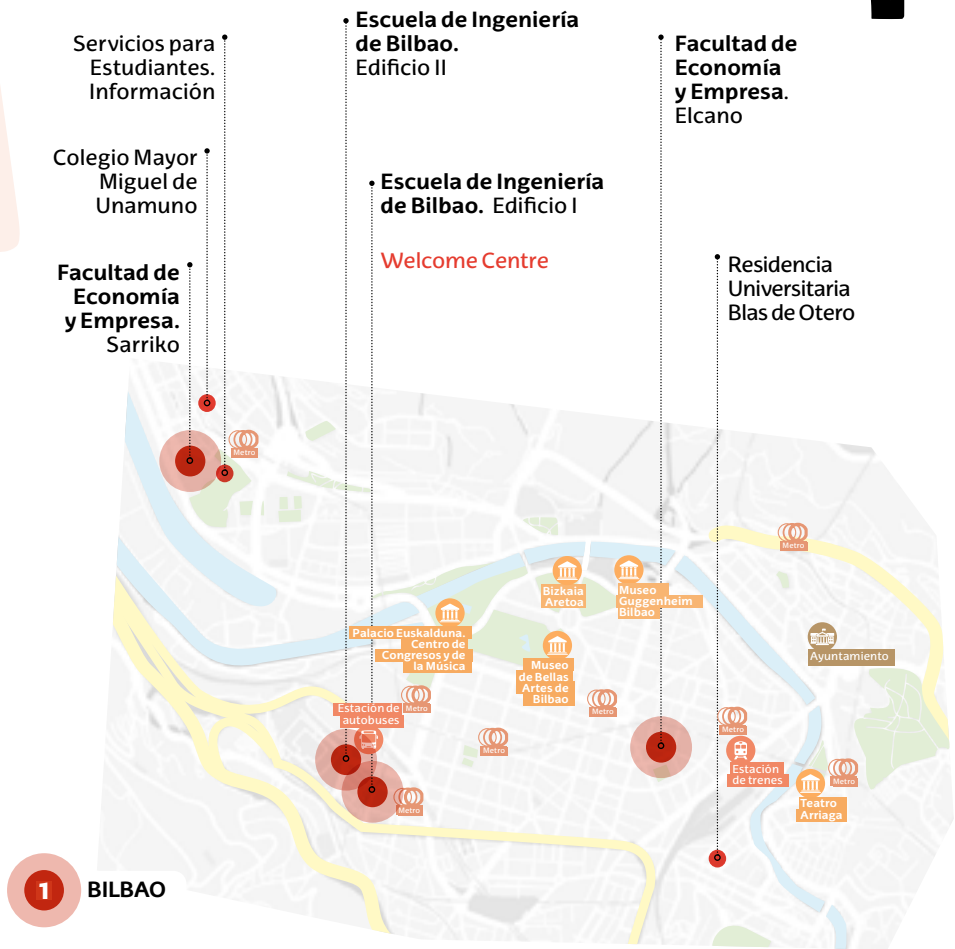 Servicios para
Estudiantes.
Información
Escuela de Ingeniería
de Bilbao.
Edificio II
Facultad de
Economía
y Empresa.
Elcano
Colegio Mayor
Miguel de
Unamuno
Escuela de Ingeniería
de Bilbao. Edificio I
Welcome Centre
Facultad de
Economía
y Empresa.
Sarriko
Residencia
Universitaria
Blas de Otero
Metro
Metro
Bizkaia
Aretoa
Museo
Guggenheim
Bilbao
Palacio Euskalduna.
Centro de
Congresos y de
la Música
Museo
de Bellas
Artes de
Bilbao
Ayuntamiento
Metro
Metro
Estación de
autobuses
Metro
Metro
Estación
de trenes
Metro
Metro
Teatro
Arriaga
1 BILBAO